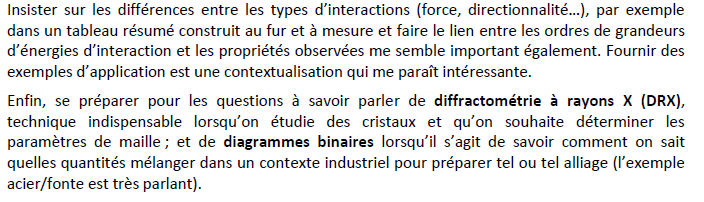 Insister sur les différences entre les types d'interactions (force, directionnalité…), par exemple
dans un tableau résumé construit au fur et à mesure et faire le lien entre les ordres de grandeurs
d'énergies d'interaction et les propriétés observées me semble important également. Fournir des
exemples d'application est une contextualisation qui me paraît intéressante.
Enfin, se préparer pour les questions à savoir parler de diffractométrie à rayons X (DRX),
technique indispensable lorsqu'on étudie des cristaux et qu'on souhaite déterminer les
paramètres de maille ; et de diagrammes binaires lorsqu'il s'agit de savoir comment on sait
quelles quantités mélanger dans un contexte industriel pour préparer tel ou tel alliage (l'exemple
acier/fonte est très parlant).